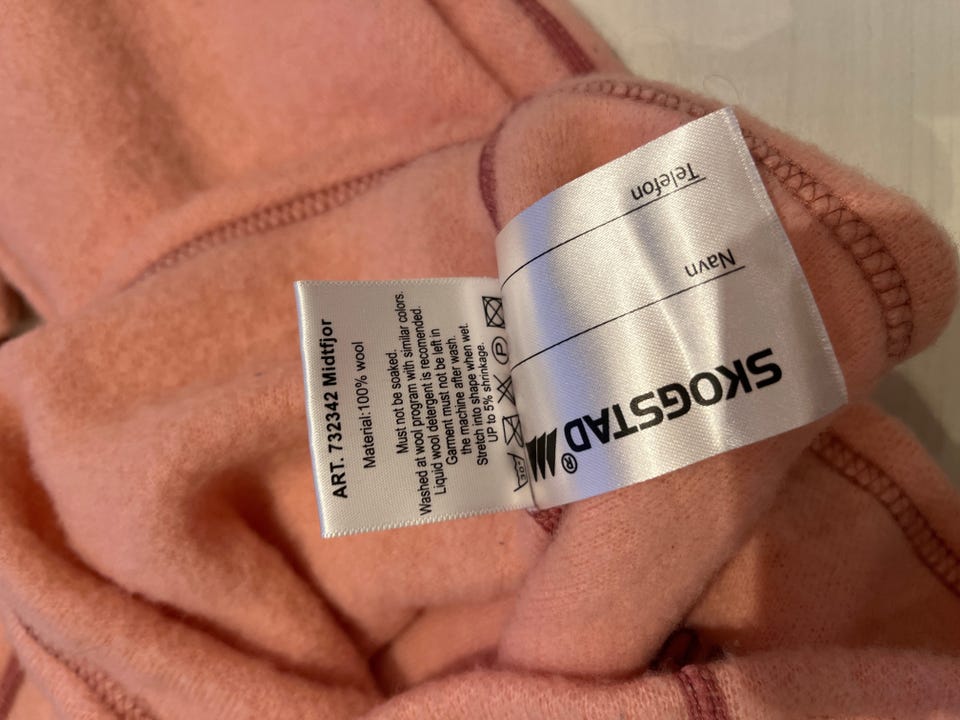 ART. 732342 Midtfjor
Material:100% wool
Must not be soaked.
Washed at wool program with similar colors.
Liquid wool detergent is recomended.
Garment must not be left in
the machine after wash.
Stretch into shape when wet.
UP to 5% shrinkage.
P
SKOGSTAD®
Navn
Telefon